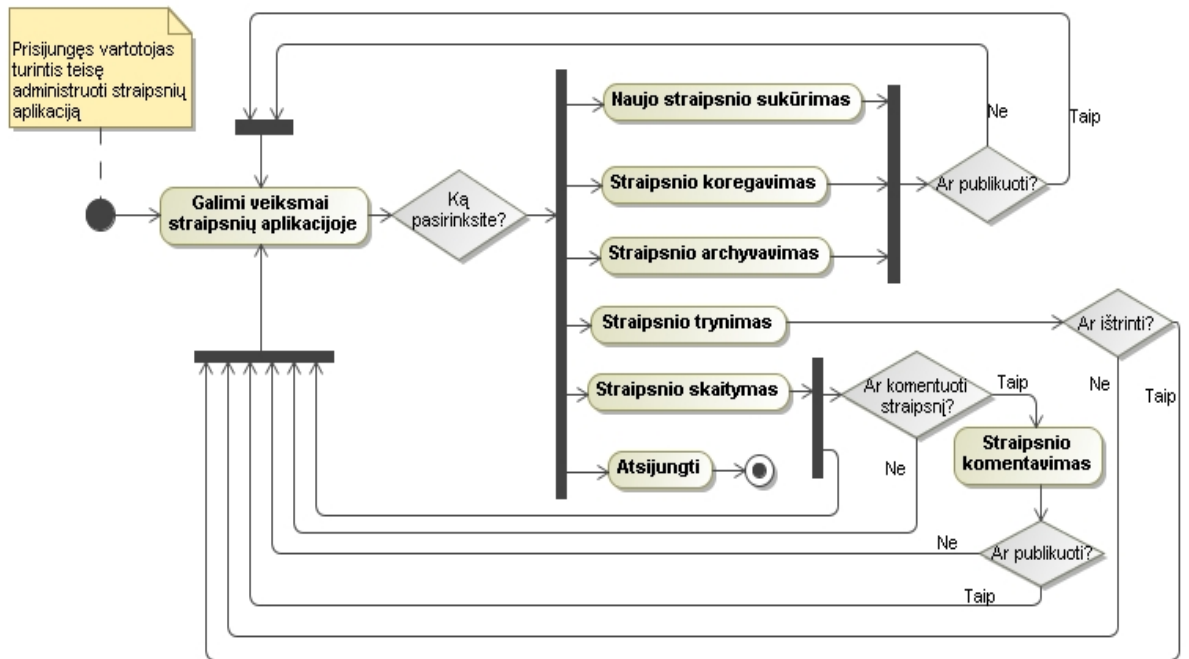 Prisijungęs vartotojas
turintis teisę
administruoti straipsnių
aplikaciją
Galimi veiksmai
straipsnių aplikacijoje
Ką
pasirinksite?
Naujo straipsnio sukūrimas
Straipsnio koregavimas
Straipsnio archyvavimas
Ne
Taip
Ar publikuoti?
Straipsnio trynimas
Ar ištrinti?
Ne
Taip
Straipsnio skaitymas
Ar komentuoti
straipsnį?
Taip
Ne
Straipsnio
komentavimas
Atsijungti
Ne
Ar publikuoti?
Taip